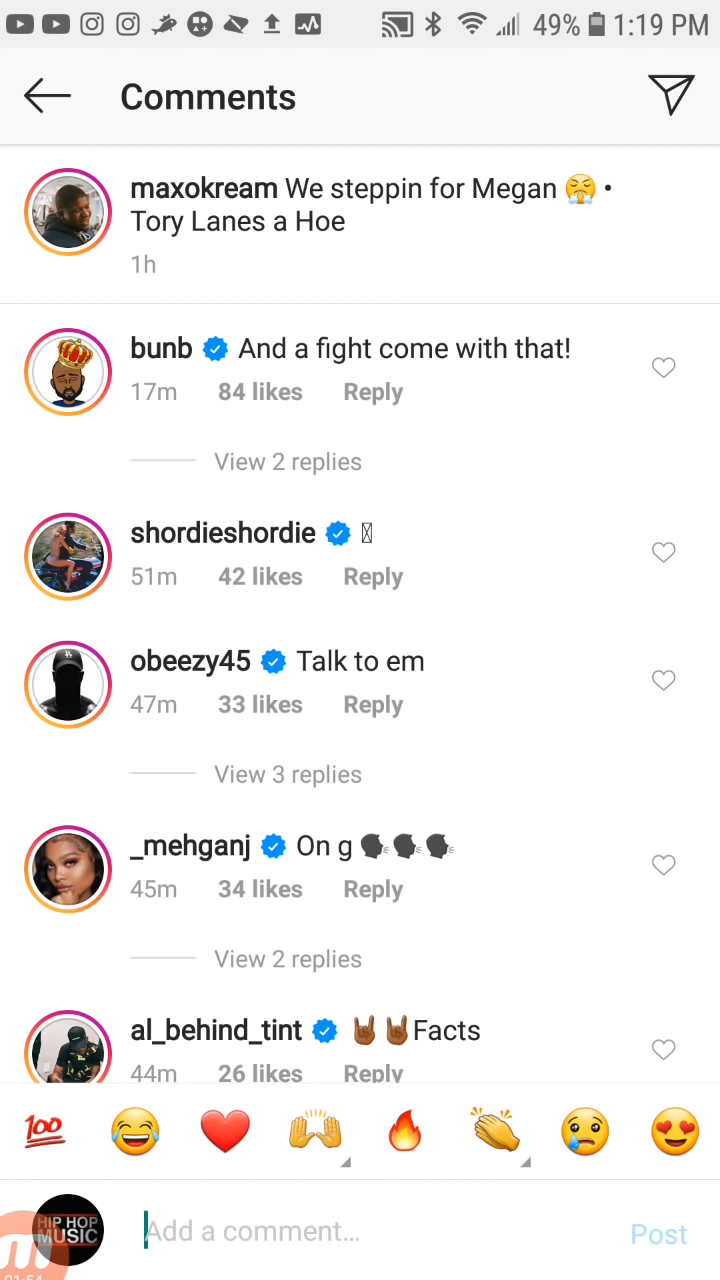 49% 1:19 PM
Comments
maxokream We steppin for Megan 😤 •
Tory Lanes a Hoe
1h
bunb And a fight come with that!
17m 84 likes Reply
View 2 replies
shordieshordie
51m 42 likes Reply
obeezy45 Talk to em
47m 33 likes Reply
View 3 replies
_mehganj On g 🗣🗣🗣
45m 34 likes Reply
View 2 replies
al_behind_tint 🤘🏾🤘🏾Facts
44m 26 likes Reply
💯 😂 ❤️ 🙌 🔥 👏 😢 😍
HIP HOP
MUSIC
Add a comment...
Post
01:54